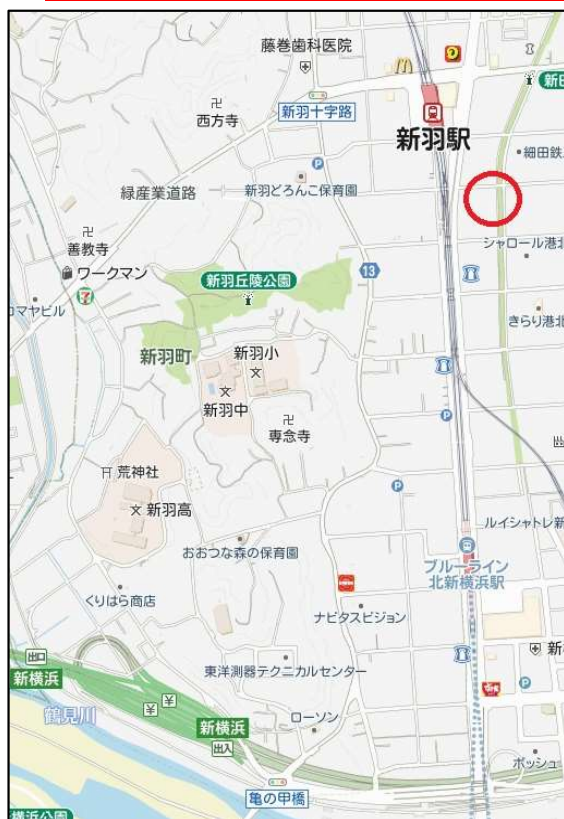 藤巻歯科医院
新田
西方寺
新羽十字路
新羽駅
細田鉄
緑産業道路
新羽どろんこ保育園
善教寺
ワークマン
シャロール港北
新羽丘陵公園
13
コマヤビル
きらり港北
新羽町
新羽小
新羽中
専念寺
荒神社
新羽高
ルイシャトレ新
おおつな森の保育園
ブルーライン
北新横浜駅
くりはら商店
ナビタスビジョン
出口
新横浜
東洋測器テクニカルセンター
新
鶴見川
新横浜
出入
ローソン
ボッシュ
亀の甲橋
横浜公園